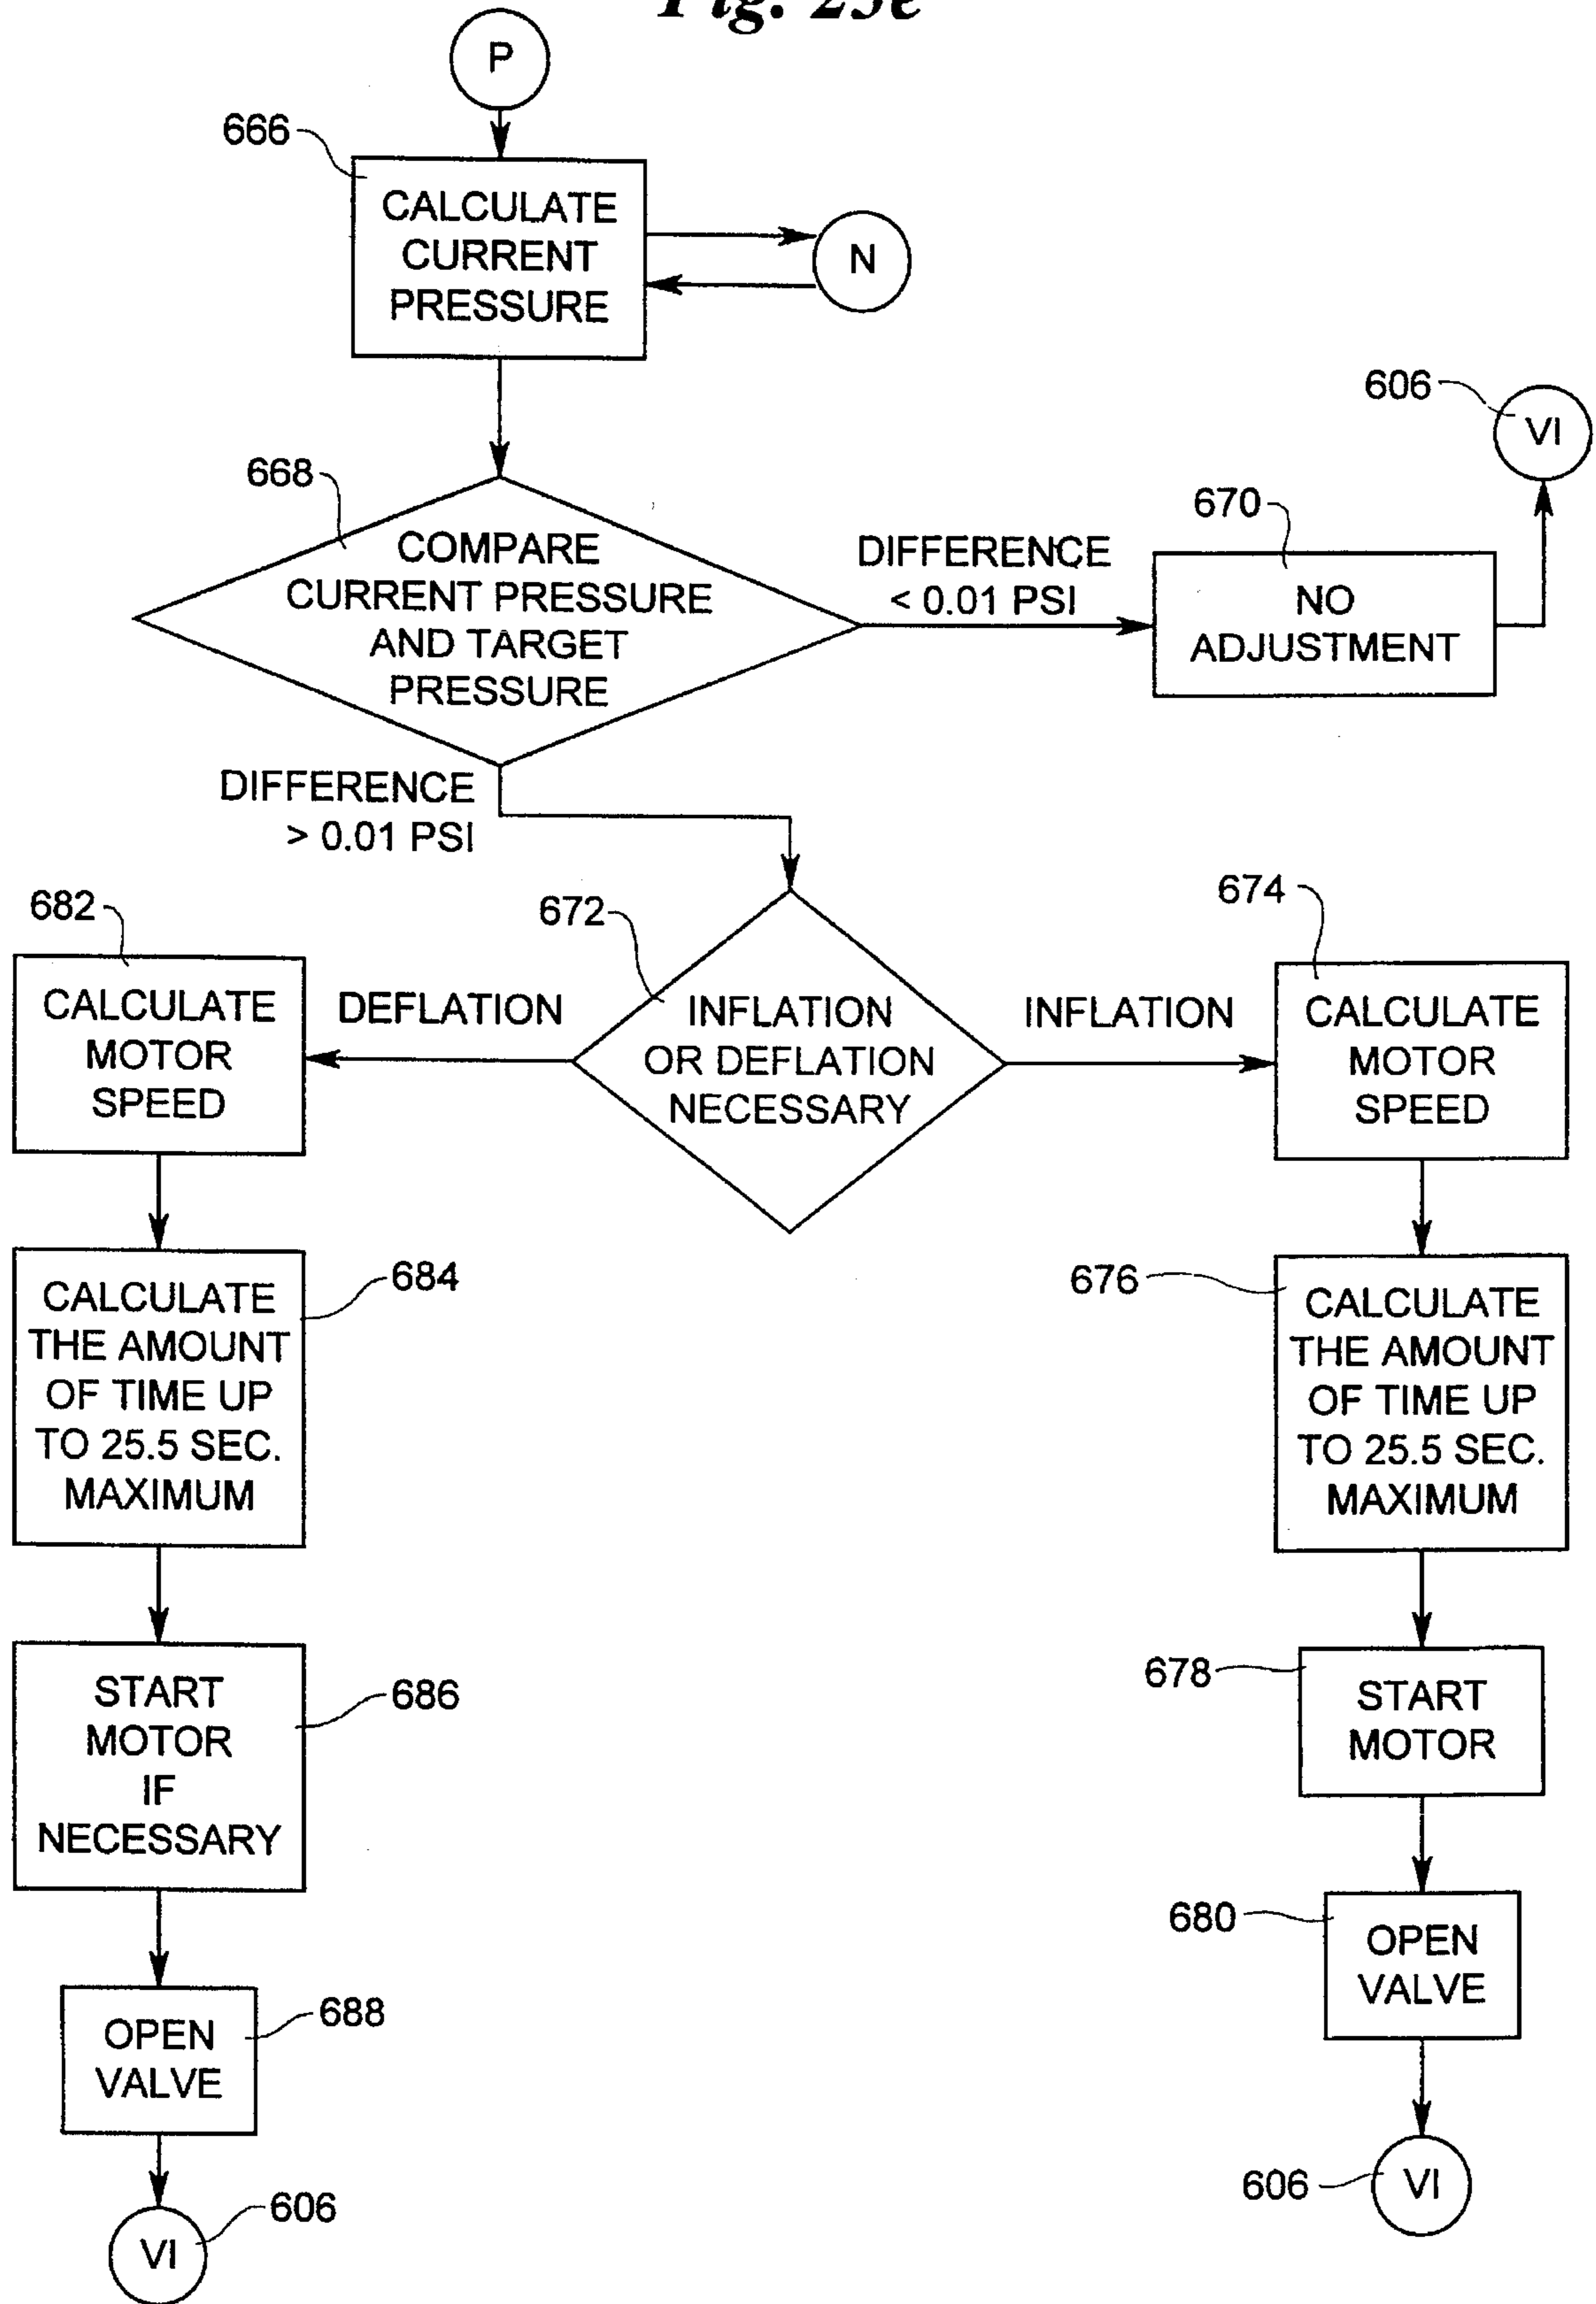 P
666
CALCULATE
CURRENT
PRESSURE
N
606
VI
668
COMPARE
CURRENT PRESSURE
AND TARGET
PRESSURE
DIFFERENCE
< 0.01 PSI
670
NO
ADJUSTMENT
DIFFERENCE
> 0.01 PSI
682
CALCULATE
MOTOR
SPEED
DEFLATION
672
INFLATION
OR DEFLATION
NECESSARY
INFLATION
674
CALCULATE
MOTOR
SPEED
684
CALCULATE
THE AMOUNT
OF TIME UP
TO 25.5 SEC.
MAXIMUM
676
CALCULATE
THE AMOUNT
OF TIME UP
TO 25.5 SEC.
MAXIMUM
686
START
MOTOR
IF
NECESSARY
678
START
MOTOR
688
OPEN
VALVE
680
OPEN
VALVE
606
VI
606
VI